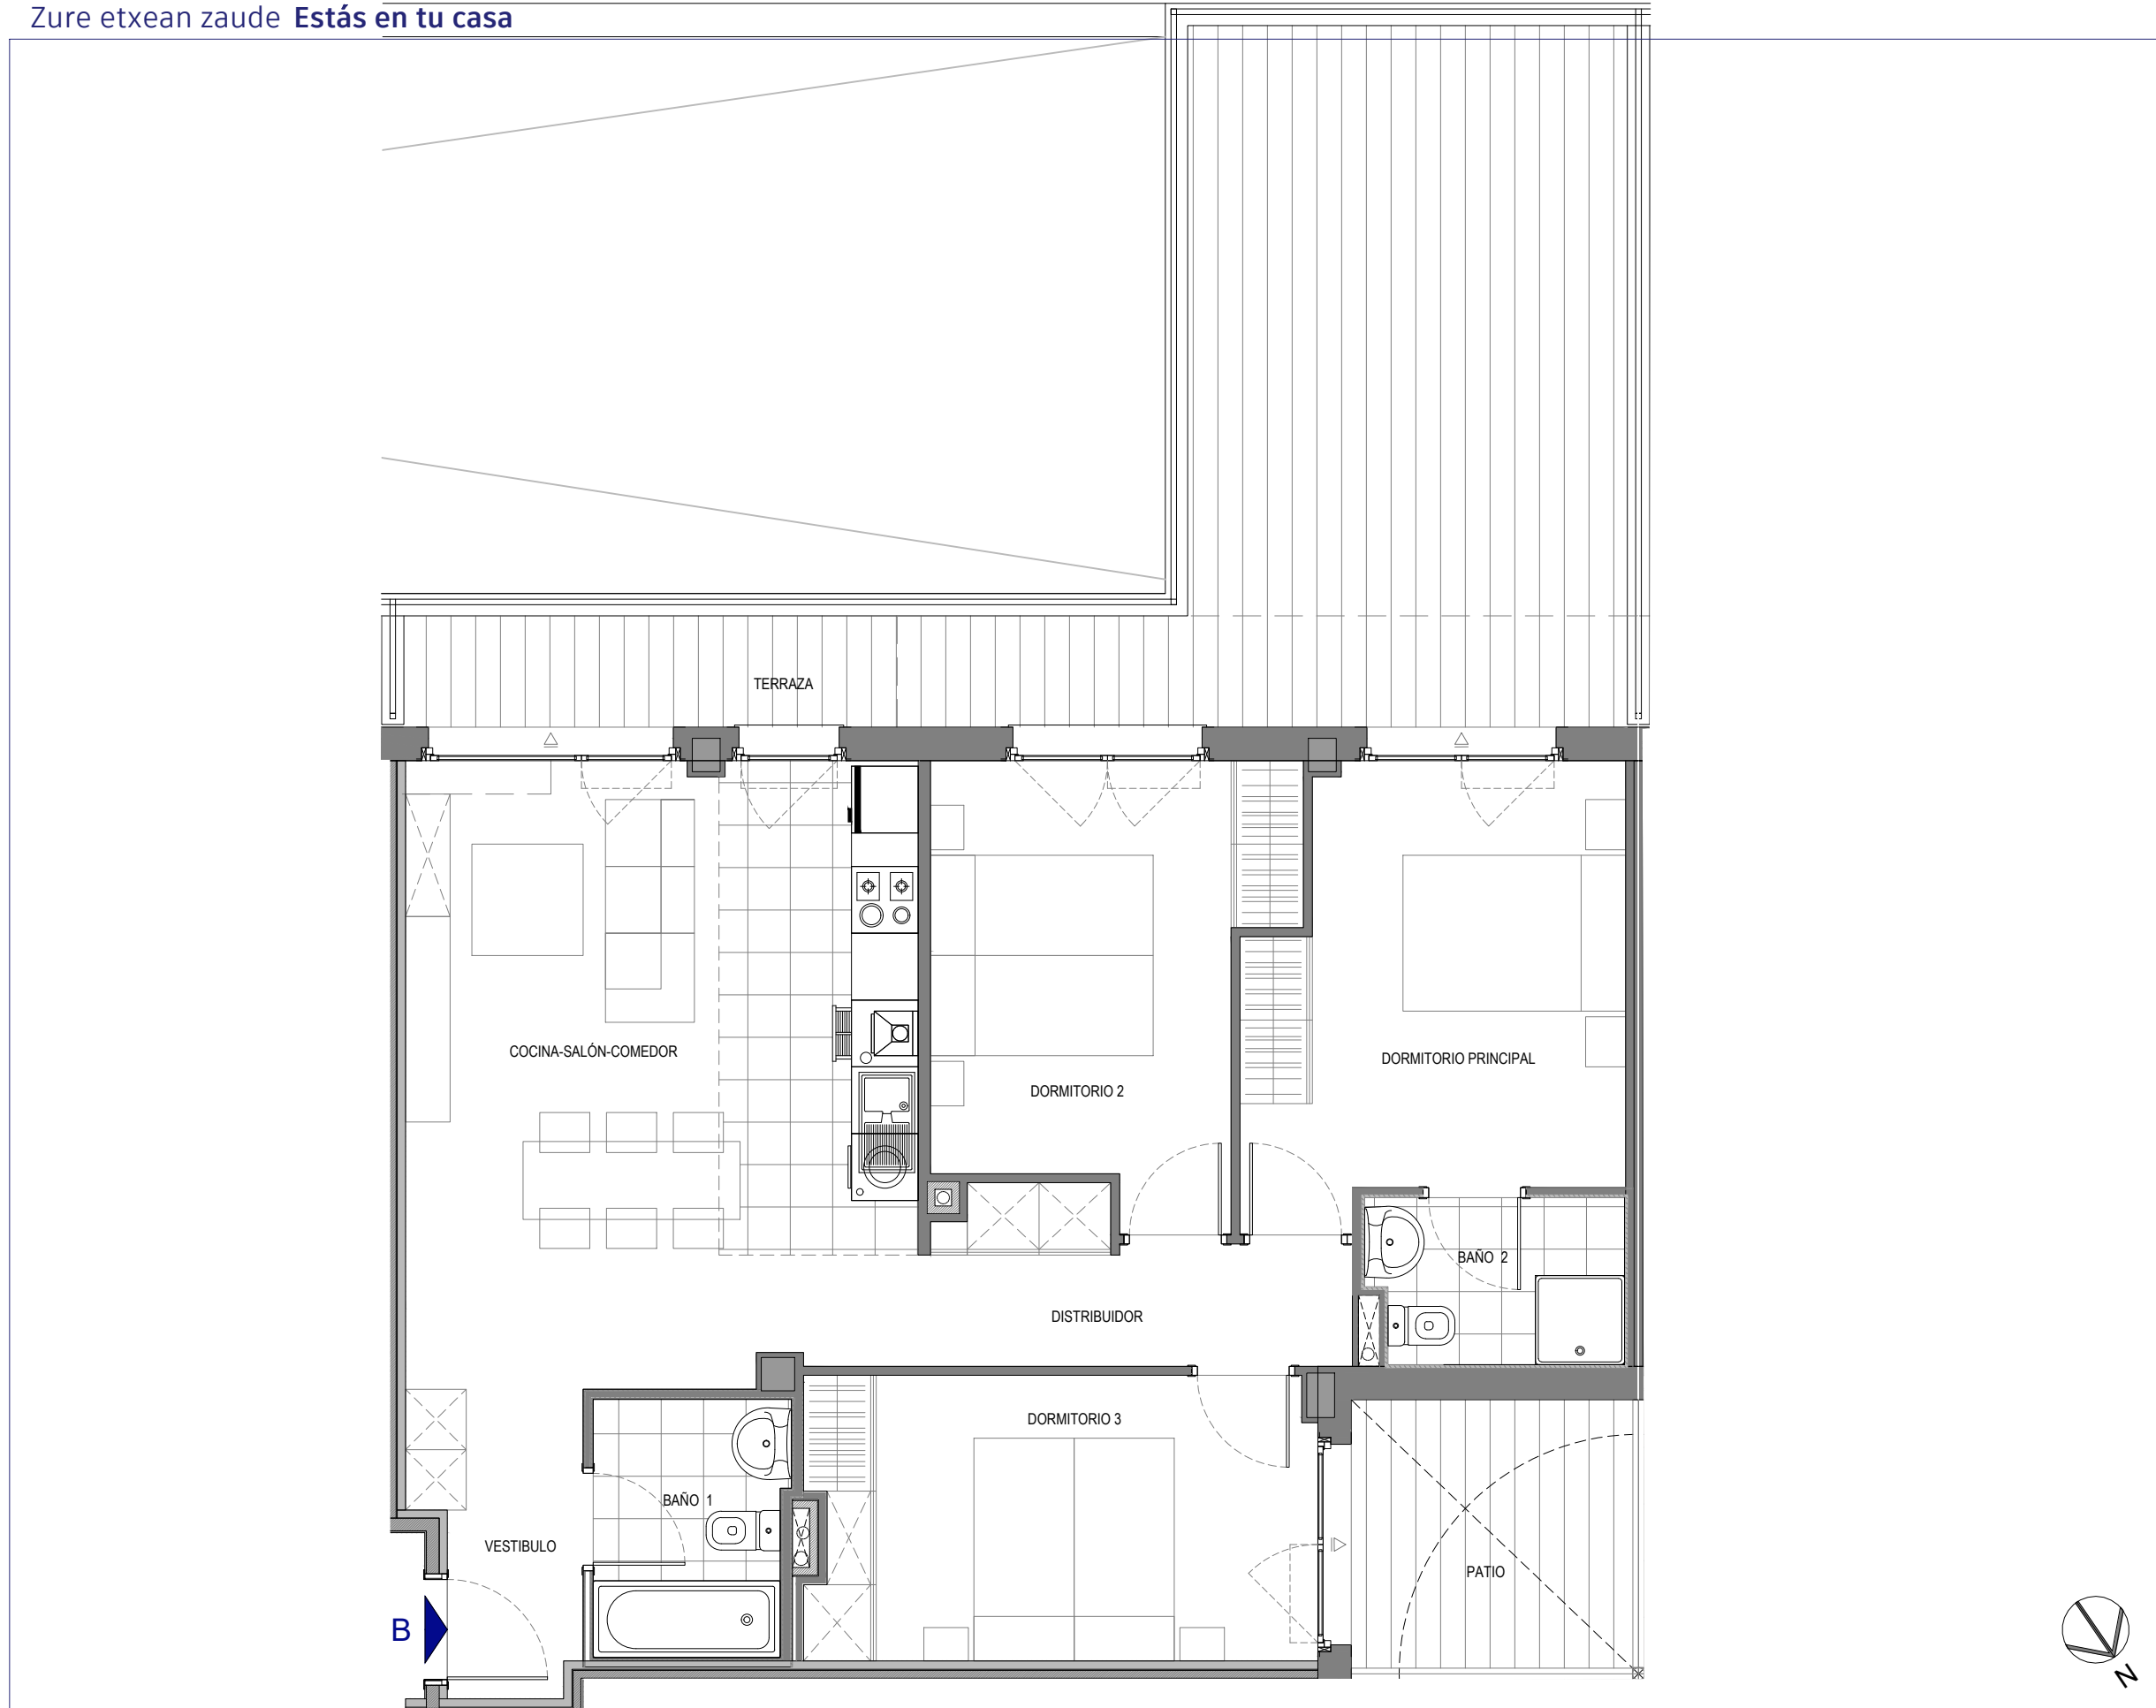 Zure etxean zaude Estás en tu casa
TERRAZA
COCINA-SALÓN-COMEDOR
DORMITORIO 2
DORMITORIO PRINCIPAL
BAÑO 2
DISTRIBUIDOR
DORMITORIO 3
BAÑO 1
VESTIBULO
PATIO
B
N